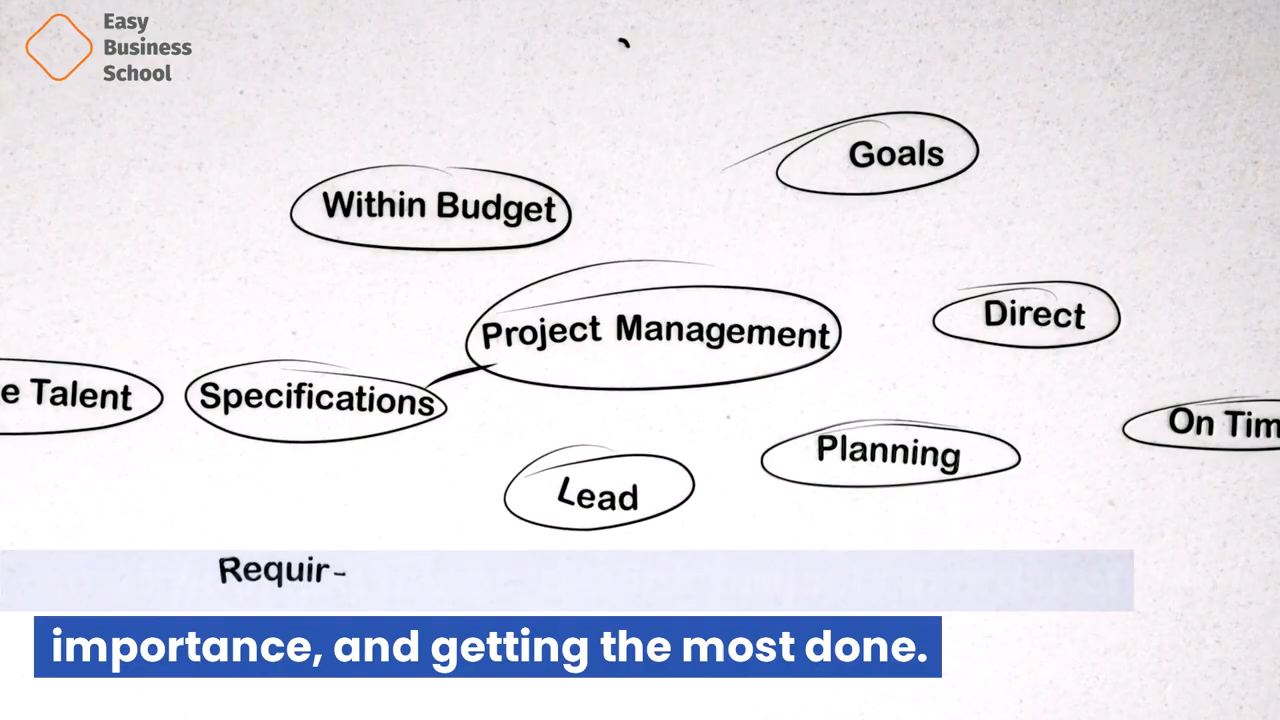 Easy
Business
School
Goals
Within Budget
Direct
Project Management
e Talent
Specifications
On Tim
Planning
Lead
Requir-
importance, and getting the most done.